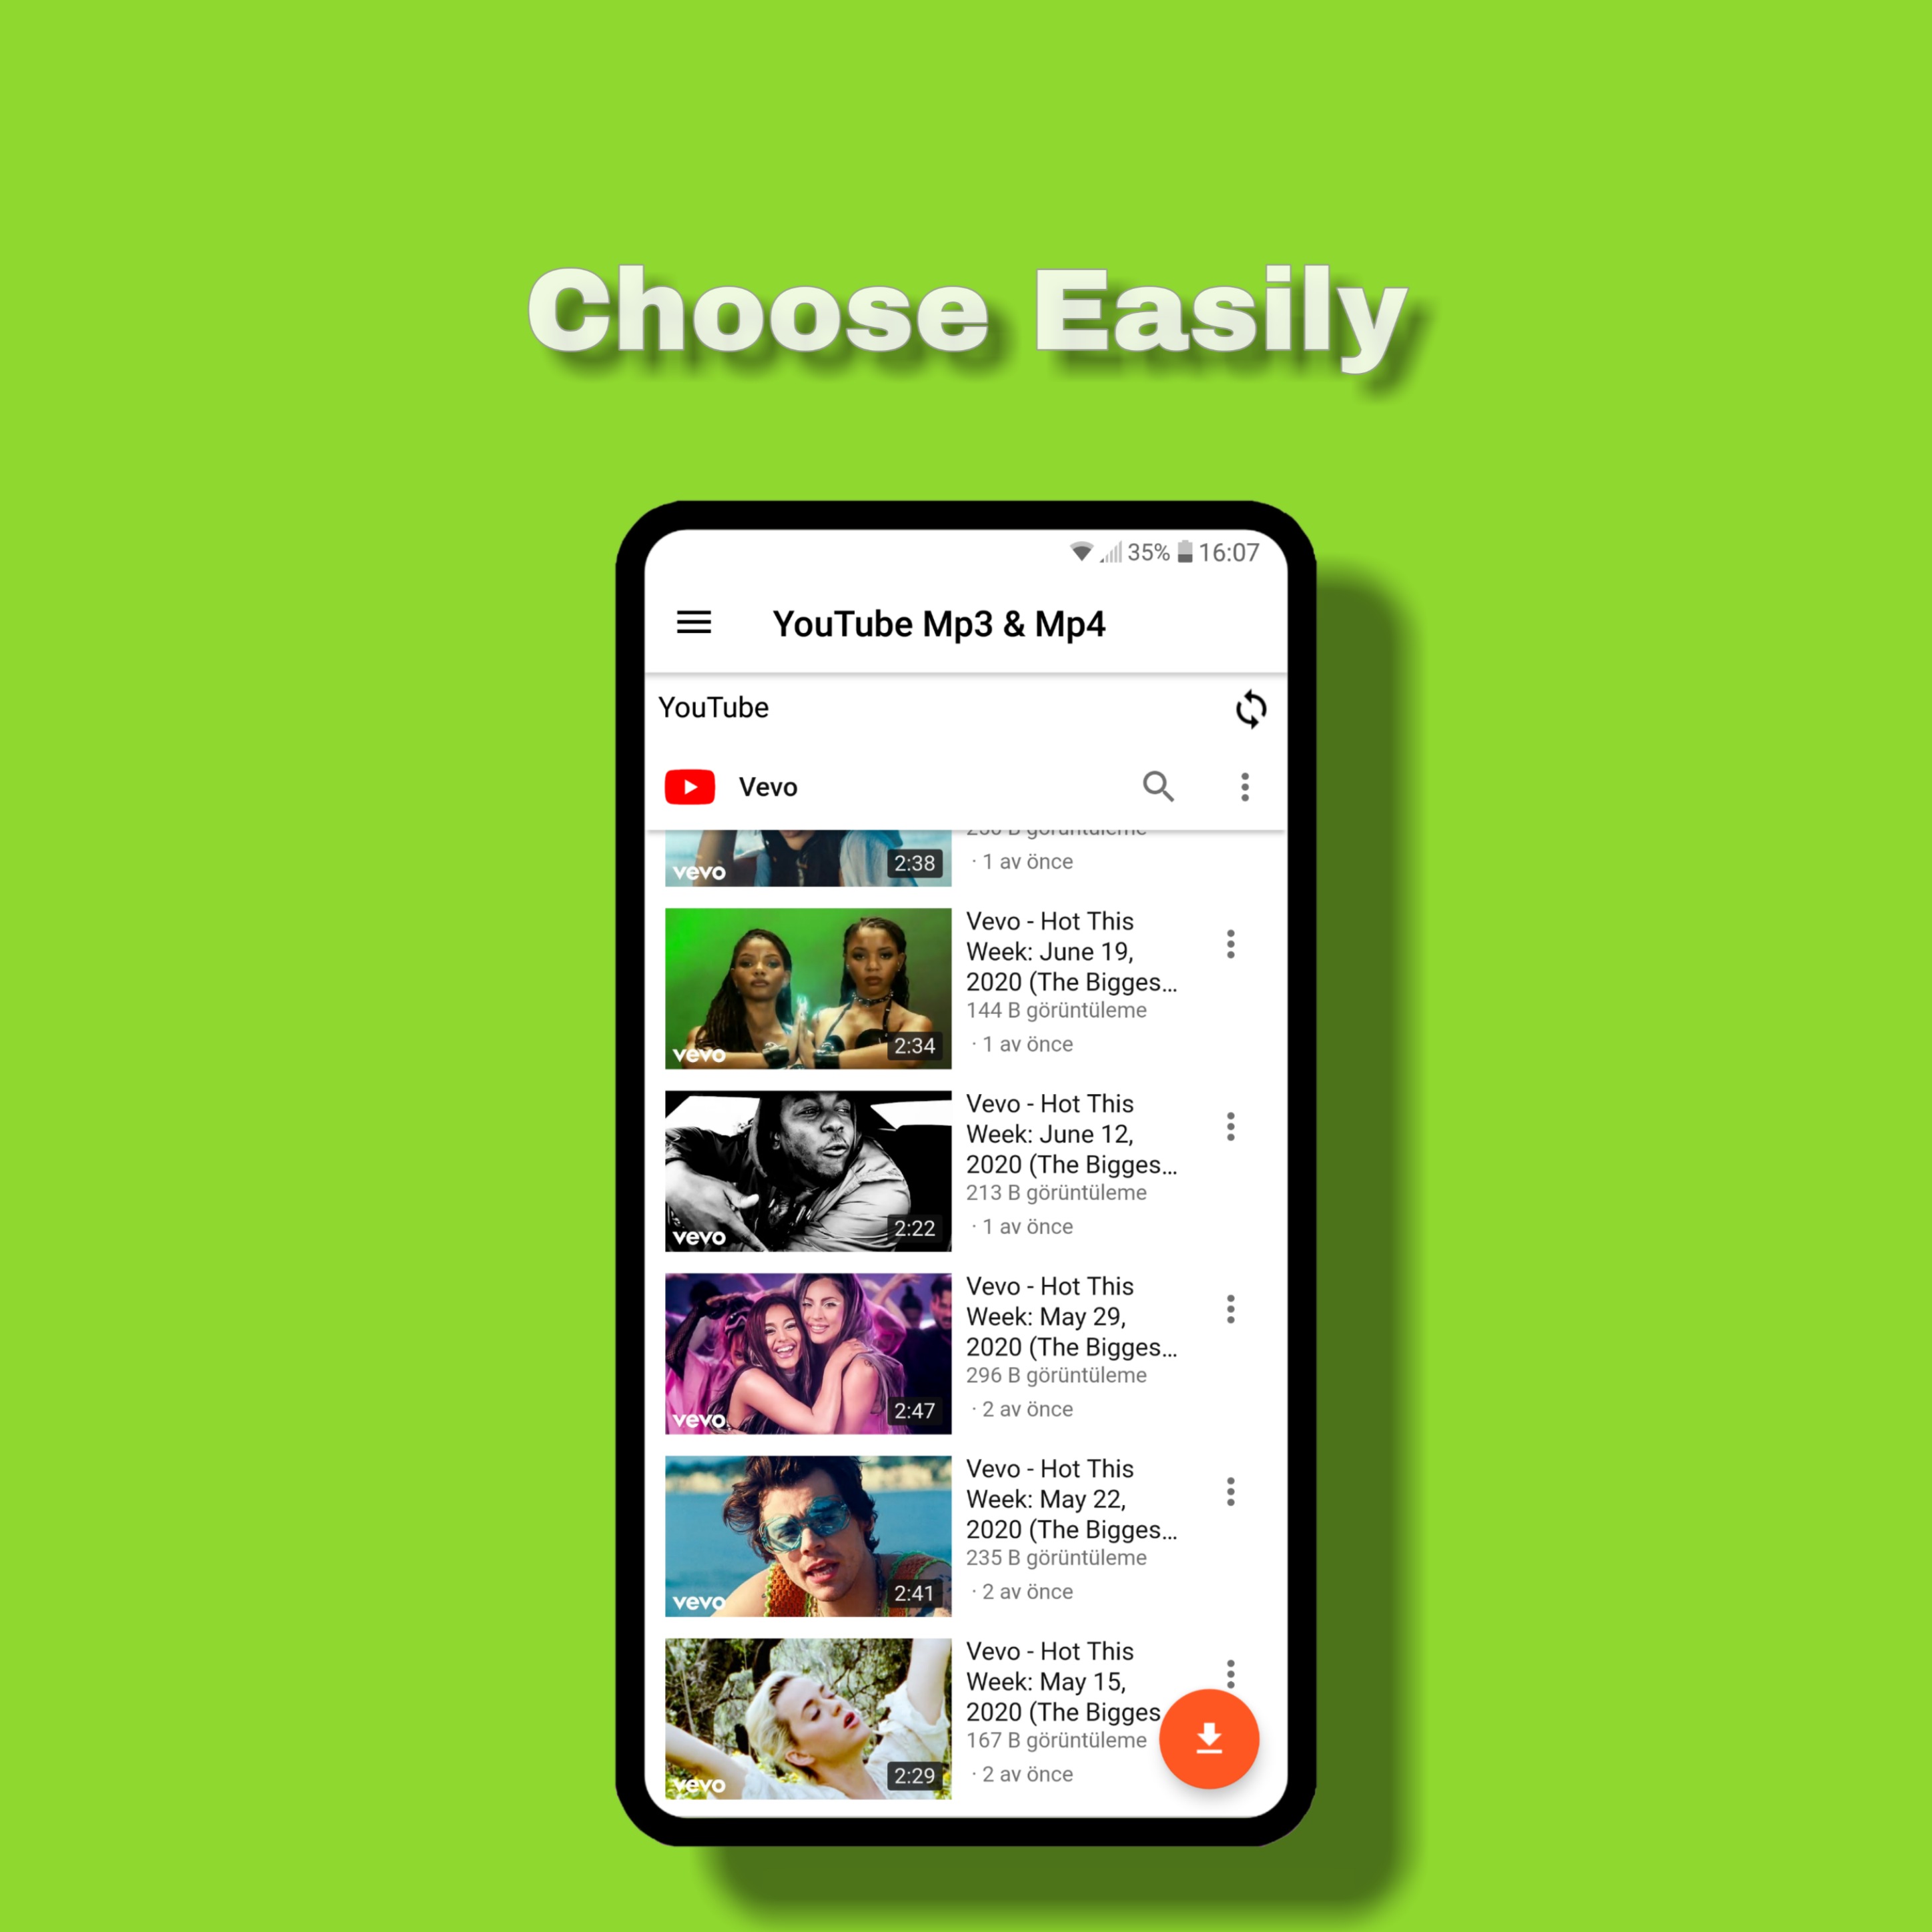 Choose Easily
35% 16:07
YouTube Mp3 & Mp4
YouTube
Vevo
vevo
2:38
· 1 av önce
vevo
2:34
Vevo - Hot This
Week: June 19,
2020 (The Bigges...
144 B görüntüleme
· 1 av önce
vevo
2:22
Vevo - Hot This
Week: June 12,
2020 (The Bigges...
213 B görüntüleme
· 1 av önce
vevo
2:47
Vevo - Hot This
Week: May 29,
2020 (The Bigges...
296 B görüntüleme
· 2 av önce
vevo
2:41
Vevo - Hot This
Week: May 22,
2020 (The Bigges...
235 B görüntüleme
· 2 av önce
vevo
2:29
Vevo - Hot This
Week: May 15,
2020 (The Bigges
167 B görüntüleme
· 2 av önce